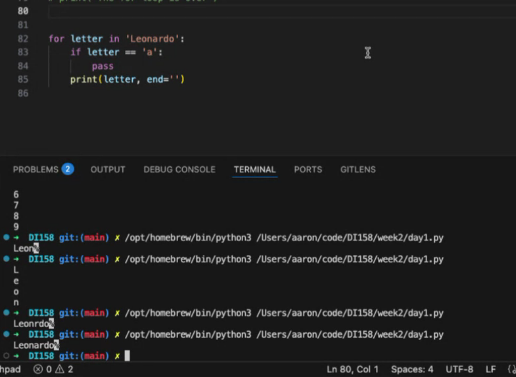 80
81
82 for letter in 'Leonardo':
83 if letter == 'a':
84 pass
85 print(letter, end='')
86
PROBLEMS 2 OUTPUT DEBUG CONSOLE TERMINAL PORTS GITLENS
6
7
8
9
➜ DI158 git:(main) ✗ /opt/homebrew/bin/python3 /Users/aaron/code/DI158/week2/day1.py
Leon%
➜ DI158 git:(main) ✗ /opt/homebrew/bin/python3 /Users/aaron/code/DI158/week2/day1.py
L
e
o
n
➜ DI158 git:(main) ✗ /opt/homebrew/bin/python3 /Users/aaron/code/DI158/week2/day1.py
Leonrdo%
➜ DI158 git:(main) ✗ /opt/homebrew/bin/python3 /Users/aaron/code/DI158/week2/day1.py
Leonardo%
➜ DI158 git:(main) ✗
hpad 0 2 Ln 80, Col 1 Spaces: 4 UTF-8 LF